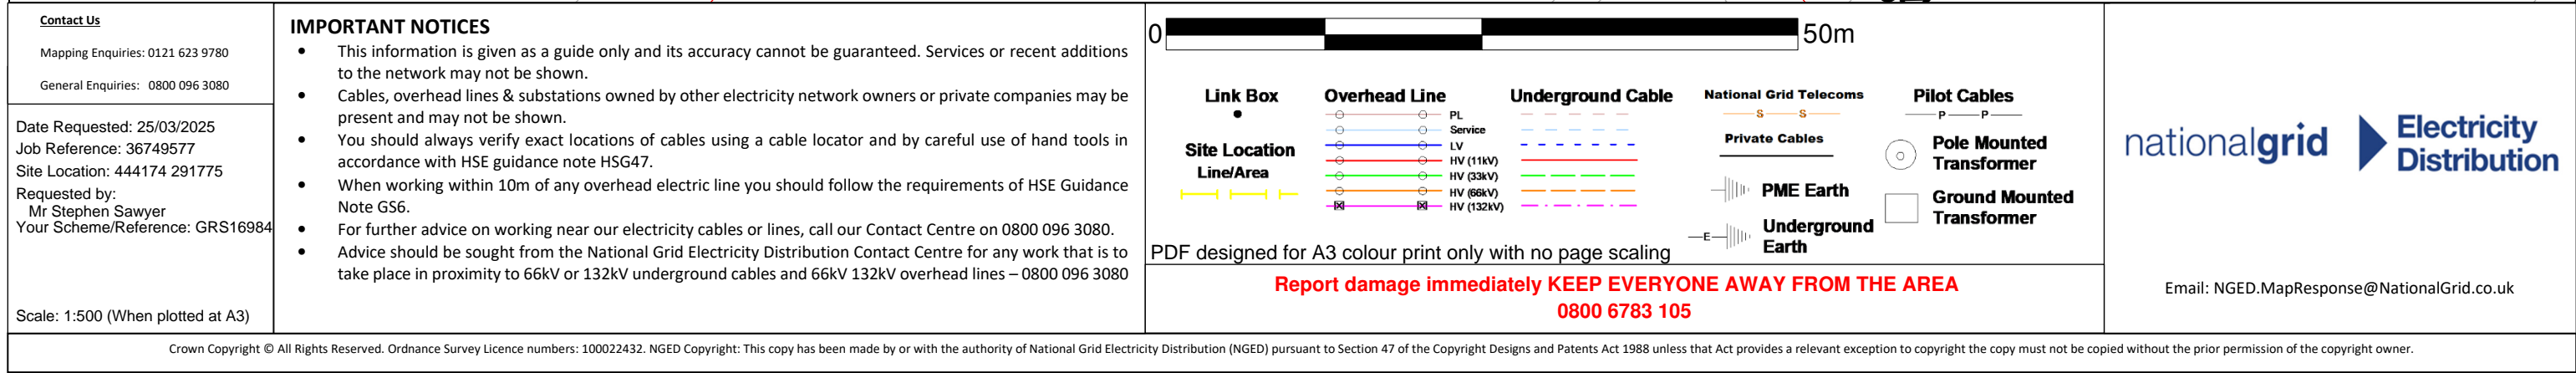 Contact Us
Mapping Enquiries: 0121 623 9780
General Enquiries: 0800 096 3080
Date Requested: 25/03/2025
Job Reference: 36749577
Site Location: 444174 291775
Requested by:
Mr Stephen Sawyer
Your Scheme/Reference: GRS16984
Scale: 1:500 (When plotted at A3)
IMPORTANT NOTICES
• This information is given as a guide only and its accuracy cannot be guaranteed. Services or recent additions
to the network may not be shown.
• Cables, overhead lines & substations owned by other electricity network owners or private companies may be
present and may not be shown.
• You should always verify exact locations of cables using a cable locator and by careful use of hand tools in
accordance with HSE guidance note HSG47.
• When working within 10m of any overhead electric line you should follow the requirements of HSE Guidance
Note GS6.
• For further advice on working near our electricity cables or lines, call our Contact Centre on 0800 096 3080.
• Advice should be sought from the National Grid Electricity Distribution Contact Centre for any work that is to
take place in proximity to 66kV or 132kV underground cables and 66kV 132kV overhead lines – 0800 096 3080
0
50m
Link Box
Site Location
Line/Area
Overhead Line
PL
Service
LV
HV (11kV)
HV (33kV)
HV (66kV)
HV (132kV)
Underground Cable
National Grid Telecoms
S S
Private Cables
PME Earth
E
Underground
Earth
Pilot Cables
P P
Pole Mounted
Transformer
Ground Mounted
Transformer
PDF designed for A3 colour print only with no page scaling
Report damage immediately KEEP EVERYONE AWAY FROM THE AREA
0800 6783 105
nationalgrid
Electricity
Distribution
Email: NGED.MapResponse@NationalGrid.co.uk
Crown Copyright © All Rights Reserved. Ordnance Survey Licence numbers: 100022432. NGED Copyright: This copy has been made by or with the authority of National Grid Electricity Distribution (NGED) pursuant to Section 47 of the Copyright Designs and Patents Act 1988 unless that Act provides a relevant exception to copyright the copy must not be copied without the prior permission of the copyright owner.